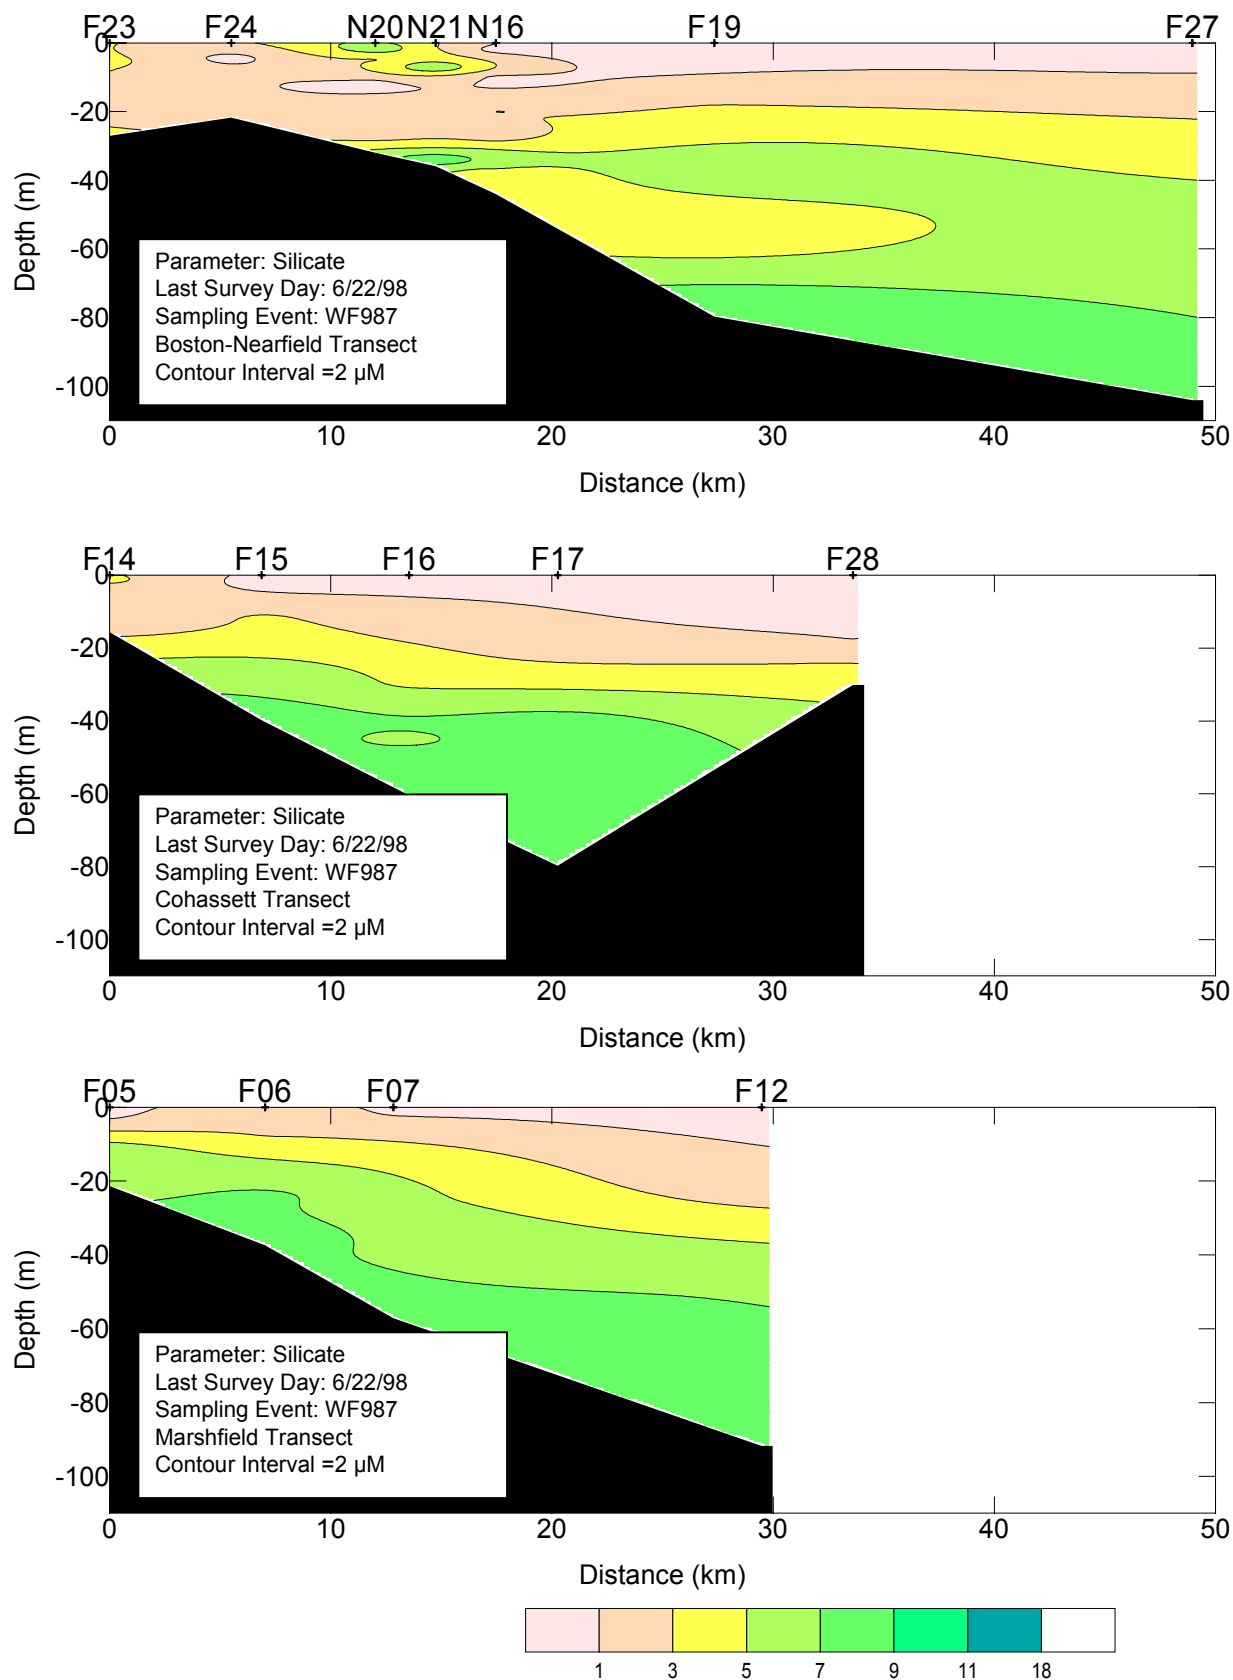 F23 F24 N20 N21 N16 F19 F27
0
-20
-40
-60
-80
-100
Depth (m)
Parameter: Silicate
Last Survey Day: 6/22/98
Sampling Event: WF987
Boston-Nearfield Transect
Contour Interval =2 µM
0 10 20 30 40 50
Distance (km)
F14 F15 F16 F17 F28
0
-20
-40
-60
-80
-100
Depth (m)
Parameter: Silicate
Last Survey Day: 6/22/98
Sampling Event: WF987
Cohassett Transect
Contour Interval =2 µM
0 10 20 30 40 50
Distance (km)
F05 F06 F07 F12
0
-20
-40
-60
-80
-100
Depth (m)
Parameter: Silicate
Last Survey Day: 6/22/98
Sampling Event: WF987
Marshfield Transect
Contour Interval =2 µM
0 10 20 30 40 50
Distance (km)
1 3 5 7 9 11 18